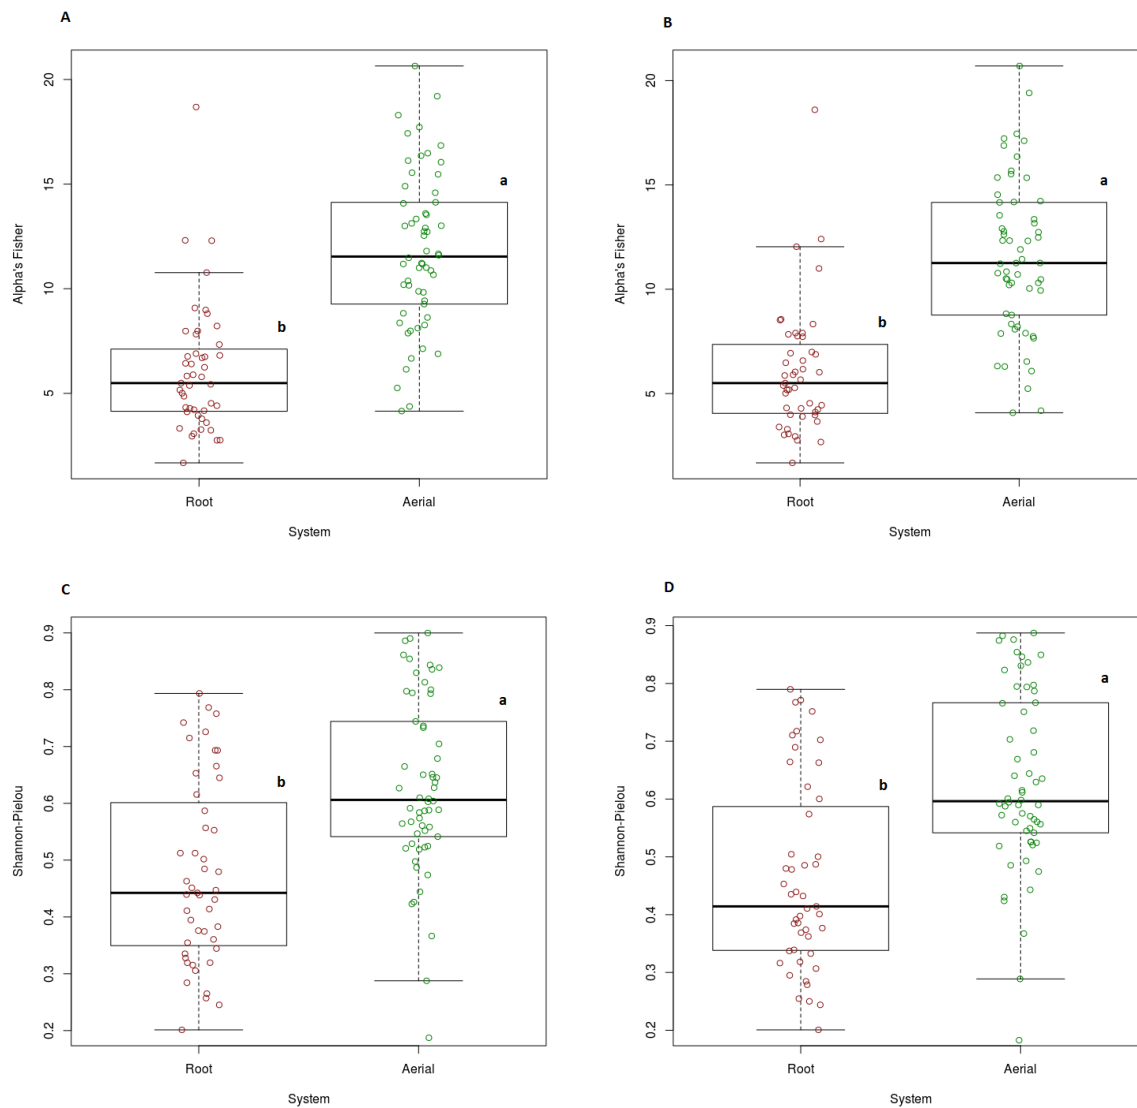 A
Alpha's Fisher
20
15
10
5
b
a
Root
Aerial
System
B
Alpha's Fisher
20
15
10
5
b
a
Root
Aerial
System
C
Shannon-Pielou
0.9
0.8
0.7
0.6
0.5
0.4
0.3
0.2
b
a
Root
Aerial
System
D
Shannon-Pielou
0.9
0.8
0.7
0.6
0.5
0.4
0.3
0.2
b
a
Root
Aerial
System